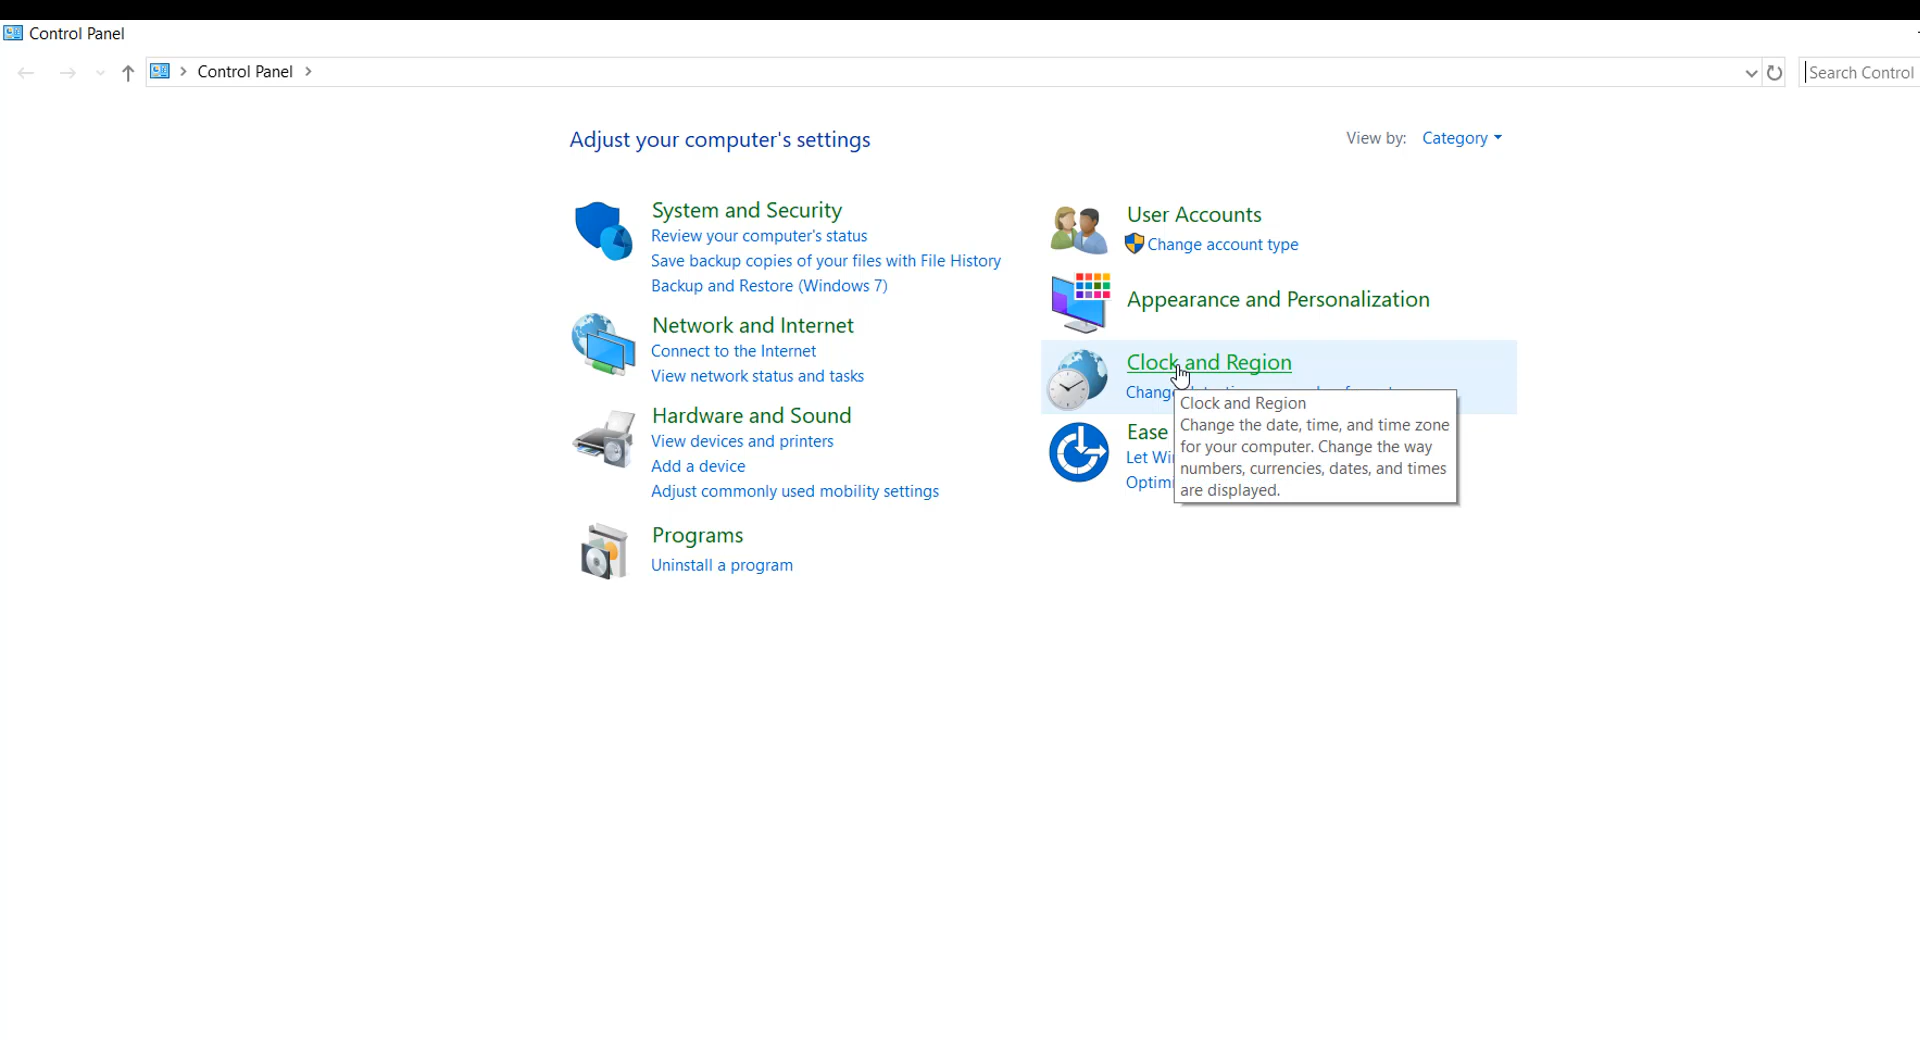 Control Panel
Control Panel
Search Control
Adjust your computer's settings
View by: Category
System and Security
Review your computer's status
Save backup copies of your files with File History
Backup and Restore (Windows 7)
Network and Internet
Connect to the Internet
View network status and tasks
Hardware and Sound
View devices and printers
Add a device
Adjust commonly used mobility settings
Programs
Uninstall a program
User Accounts
Change account type
Appearance and Personalization
Clock and Region
Clock and Region
Change the date, time, and time zone
for your computer. Change the way
numbers, currencies, dates, and times
are displayed.
Ease
Let